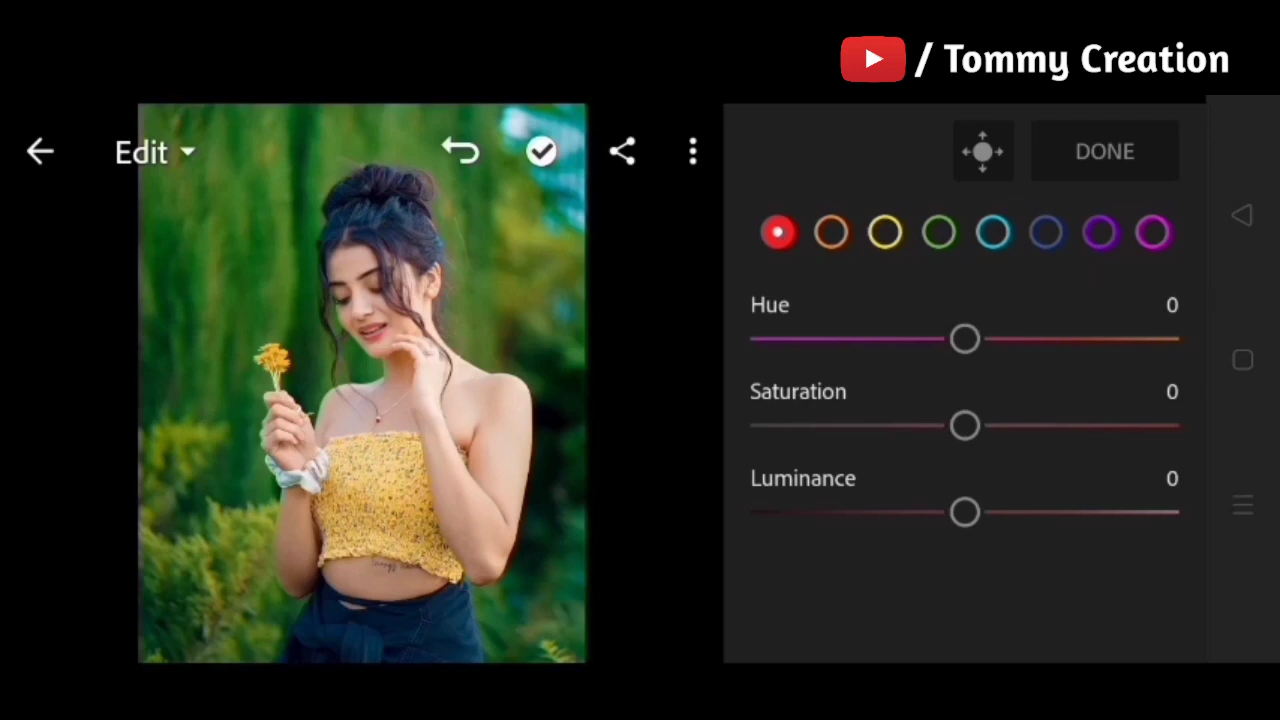 / Tommy Creation
Edit
DONE
Hue 0
Saturation 0
Luminance 0